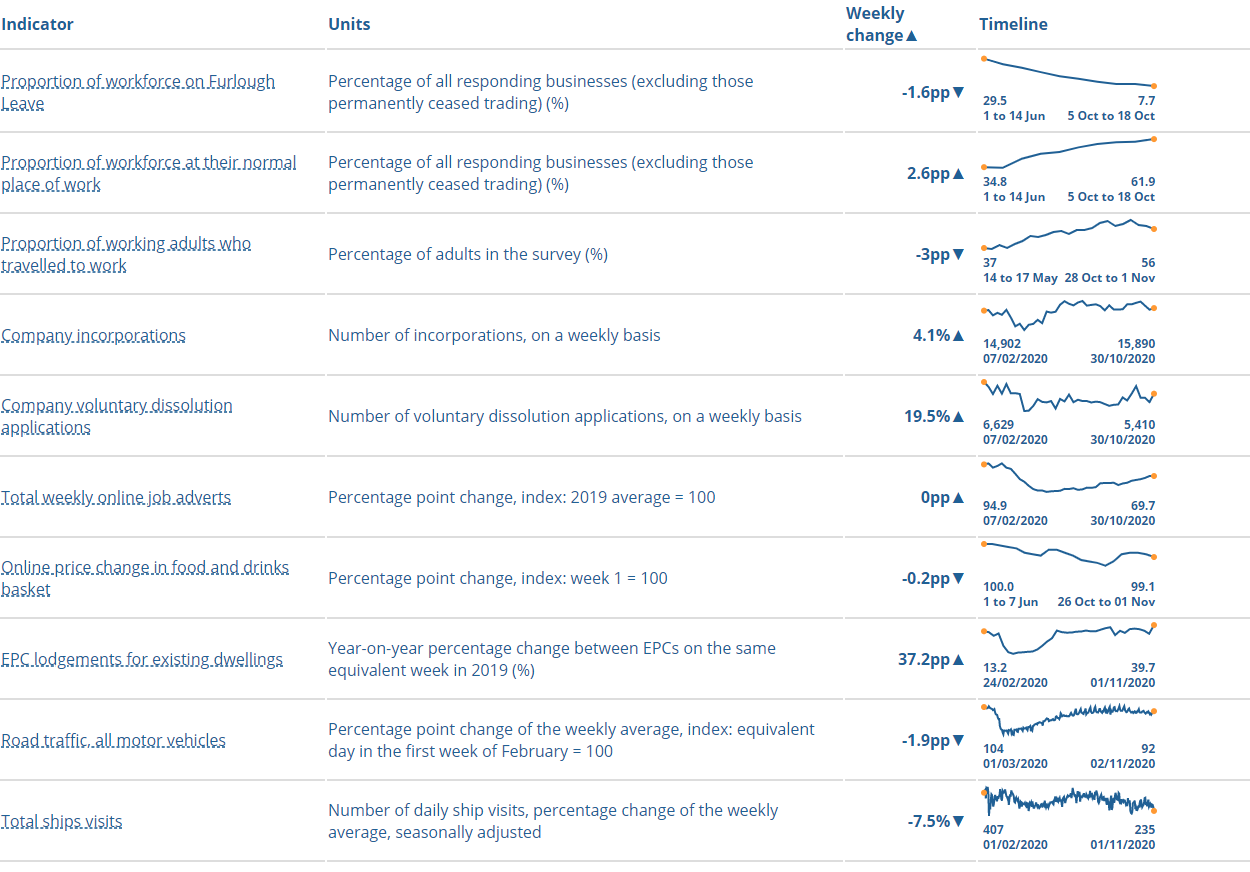 Indicator
Units
Weekly
change▲
Timeline
Proportion of workforce on Furlough
Leave
Percentage of all responding businesses (excluding those
permanently ceased trading) (%)
-1.6pp▼
29.5
7.7
1 to 14 Jun
5 Oct to 18 Oct
Proportion of workforce at their normal
place of work
Percentage of all responding businesses (excluding those
permanently ceased trading) (%)
2.6pp▲
34.8
61.9
1 to 14 Jun
5 Oct to 18 Oct
Proportion of working adults who
travelled to work
Percentage of adults in the survey (%)
-3pp▼
37
56
14 to 17 May
28 Oct to 1 Nov
Company incorporations
Number of incorporations, on a weekly basis
4.1%▲
14,902
15,890
07/02/2020
30/10/2020
Company voluntary dissolution
applications
Number of voluntary dissolution applications, on a weekly basis
19.5%▲
6,629
5,410
07/02/2020
30/10/2020
Total weekly online job adverts
Percentage point change, index: 2019 average = 100
0pp▲
94.9
69.7
07/02/2020
30/10/2020
Online price change in food and drinks
basket
Percentage point change, index: week 1 = 100
-0.2pp▼
100.0
99.1
1 to 7 Jun
26 Oct to 01 Nov
EPC lodgements for existing dwellings
Year-on-year percentage change between EPCs on the same
equivalent week in 2019 (%)
37.2pp▲
13.2
39.7
24/02/2020
01/11/2020
Road traffic, all motor vehicles
Percentage point change of the weekly average, index: equivalent
day in the first week of February = 100
-1.9pp▼
104
92
01/03/2020
02/11/2020
Total ships visits
Number of daily ship visits, percentage change of the weekly
average, seasonally adjusted
-7.5%▼
407
235
01/02/2020
01/11/2020